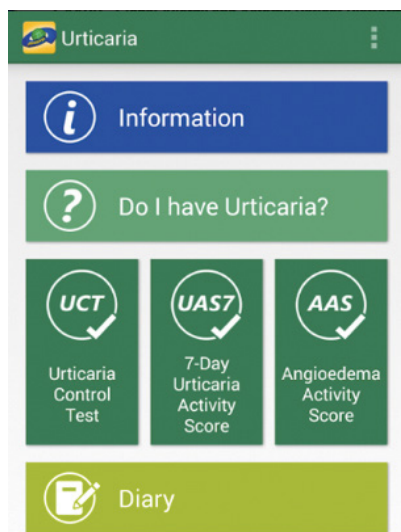 Urticaria
i Information
? Do I have Urticaria?
UCT
Urticaria
Control
Test
UAS7
7-Day
Urticaria
Activity
Score
AAS
Angioedema
Activity
Score
Diary